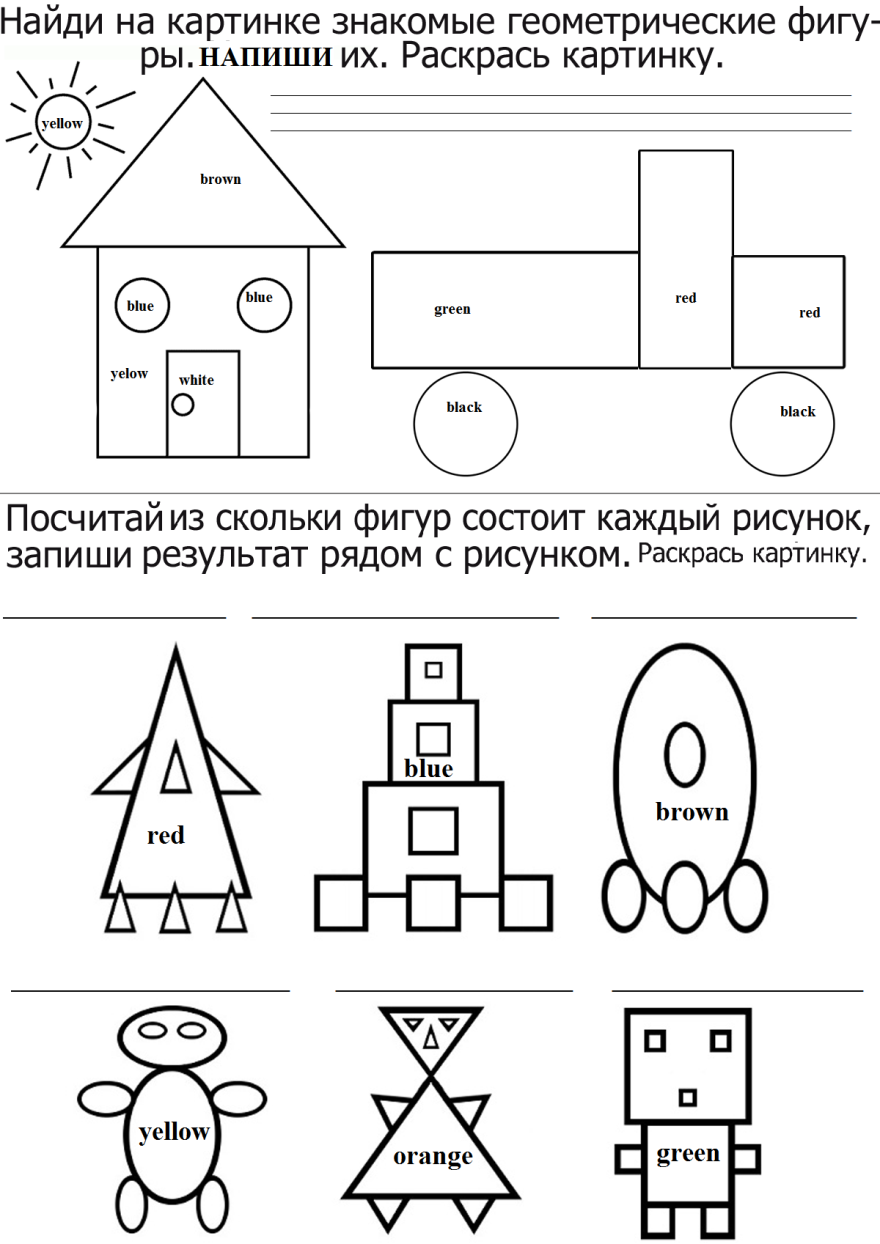 Найди на картинке знакомые геометрические фигу-
ры. НАПИШИ их. Раскрась картинку.
yellow
brown
blue
blue
green
red
red
yelow
white
black
black
Посчитай из скольки фигур состоит каждый рисунок,
запиши результат рядом с рисунком. Раскрась картинку.
red
blue
brown
yellow
orange
green